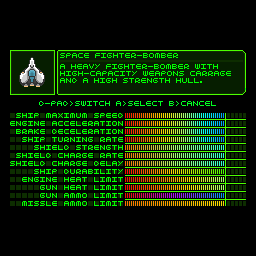 SPACE FIGHTER-BOMBER
A HEAVY FIGHTER-BOMBER WITH
HIGH-CAPACITY WEAPONS CARRAGE
AND A HIGH STRENGTH HULL.
D-PAD>SWITCH A>SELECT B>CANCEL
SHIP MAXIMUM SPEED
ENGINE ACCELERATION
BRAKE DECELERATION
SHIP TURNING RATE
SHIELD STRENGTH
SHIELD CHARGE RATE
SHIELD CHARGE DELAY
SHIP DURABILITY
ENGINE HEAT LIMIT
GUN HEAT LIMIT
GUN AMMO LIMIT
MISSLE AMMO LIMIT